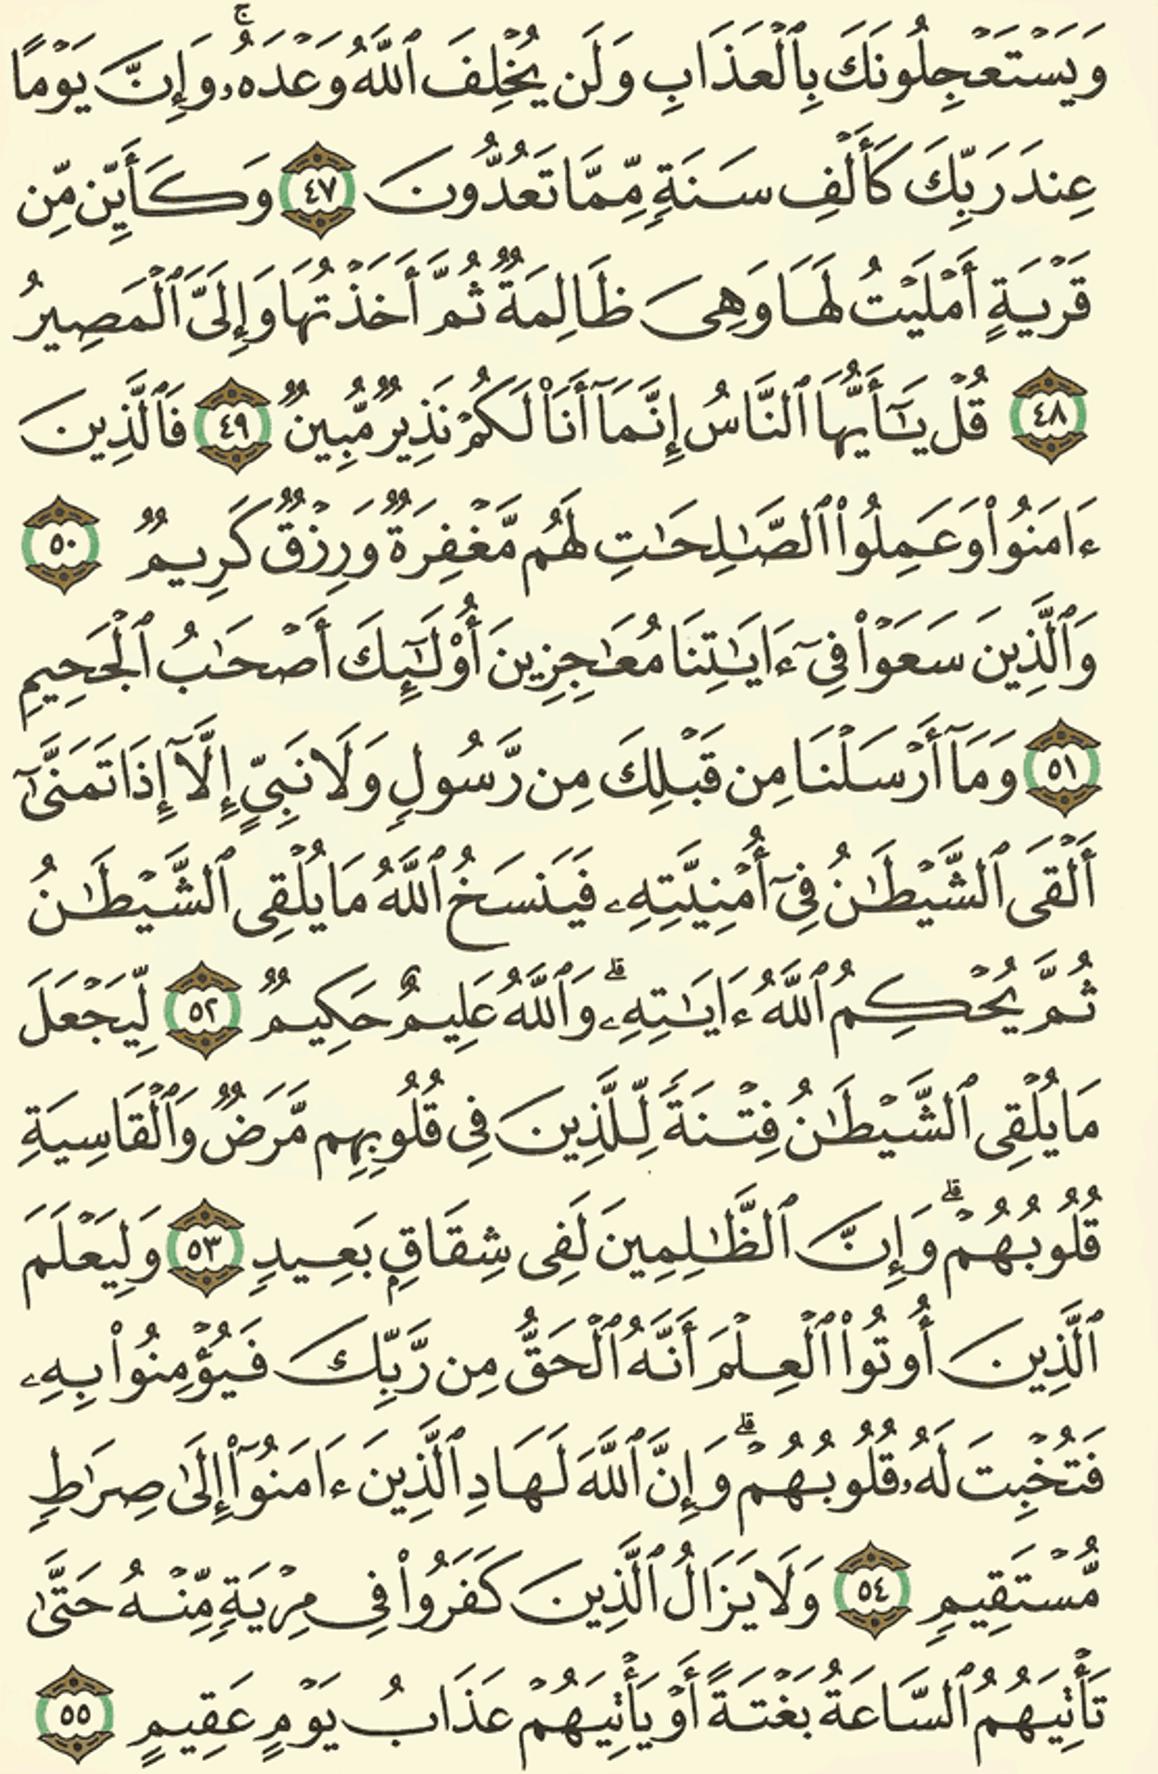 وَيَسْتَعْجِلُونَكَ بِٱلْعَذَابِ وَلَن يُخْلِفَ ٱللَّهُ وَعْدَهُۥۚ وَإِنَّ يَوْمًا
عِندَ رَبِّكَ كَأَلْفِ سَنَةٍ مِّمَّا تَعُدُّونَ ٤٧ وَكَأَيِّن مِّن
قَرْيَةٍ أَمْلَيْتُ لَهَا وَهِىَ ظَالِمَةٌ ثُمَّ أَخَذْتُهَا وَإِلَىَّ ٱلْمَصِيرُ
٤٨ قُلْ يَـٰٓأَيُّهَا ٱلنَّاسُ إِنَّمَآ أَنَا۠ لَكُمْ نَذِيرٌ مُّبِينٌ ٤٩ فَٱلَّذِينَ
ءَامَنُوا۟ وَعَمِلُوا۟ ٱلصَّـٰلِحَـٰتِ لَهُم مَّغْفِرَةٌ وَرِزْقٌ كَرِيمٌ ٥٠
وَٱلَّذِينَ سَعَوْا۟ فِىٓ ءَايَـٰتِنَا مُعَـٰجِزِينَ أُو۟لَـٰٓئِكَ أَصْحَـٰبُ ٱلْجَحِيمِ
٥١ وَمَآ أَرْسَلْنَا مِن قَبْلِكَ مِن رَّسُولٍ وَلَا نَبِىٍّ إِلَّآ إِذَا تَمَنَّىٰٓ
أَلْقَى ٱلشَّيْطَـٰنُ فِىٓ أُمْنِيَّتِهِۦ فَيَنسَخُ ٱللَّهُ مَا يُلْقِى ٱلشَّيْطَـٰنُ
ثُمَّ يُحْكِمُ ٱللَّهُ ءَايَـٰتِهِۦۗ وَٱللَّهُ عَلِيمٌ حَكِيمٌ ٥٢ لِّيَجْعَلَ
مَا يُلْقِى ٱلشَّيْطَـٰنُ فِتْنَةً لِّلَّذِينَ فِى قُلُوبِهِم مَّرَضٌ وَٱلْقَاسِيَةِ
قُلُوبُهُمْۗ وَإِنَّ ٱلظَّـٰلِمِينَ لَفِى شِقَاقٍۭ بَعِيدٍ ٥٣ وَلِيَعْلَمَ
ٱلَّذِينَ أُوتُوا۟ ٱلْعِلْمَ أَنَّهُ ٱلْحَقُّ مِن رَّبِّكَ فَيُؤْمِنُوا۟ بِهِۦ
فَتُخْبِتَ لَهُۥ قُلُوبُهُمْۗ وَإِنَّ ٱللَّهَ لَهَادِ ٱلَّذِينَ ءَامَنُوٓا۟ إِلَىٰ صِرَٰطٍ
مُّسْتَقِيمٍ ٥٤ وَلَا يَزَالُ ٱلَّذِينَ كَفَرُوا۟ فِى مِرْيَةٍ مِّنْهُ حَتَّىٰ
تَأْتِيَهُمُ ٱلسَّاعَةُ بَغْتَةً أَوْ يَأْتِيَهُمْ عَذَابُ يَوْمٍ عَقِيمٍ ٥٥